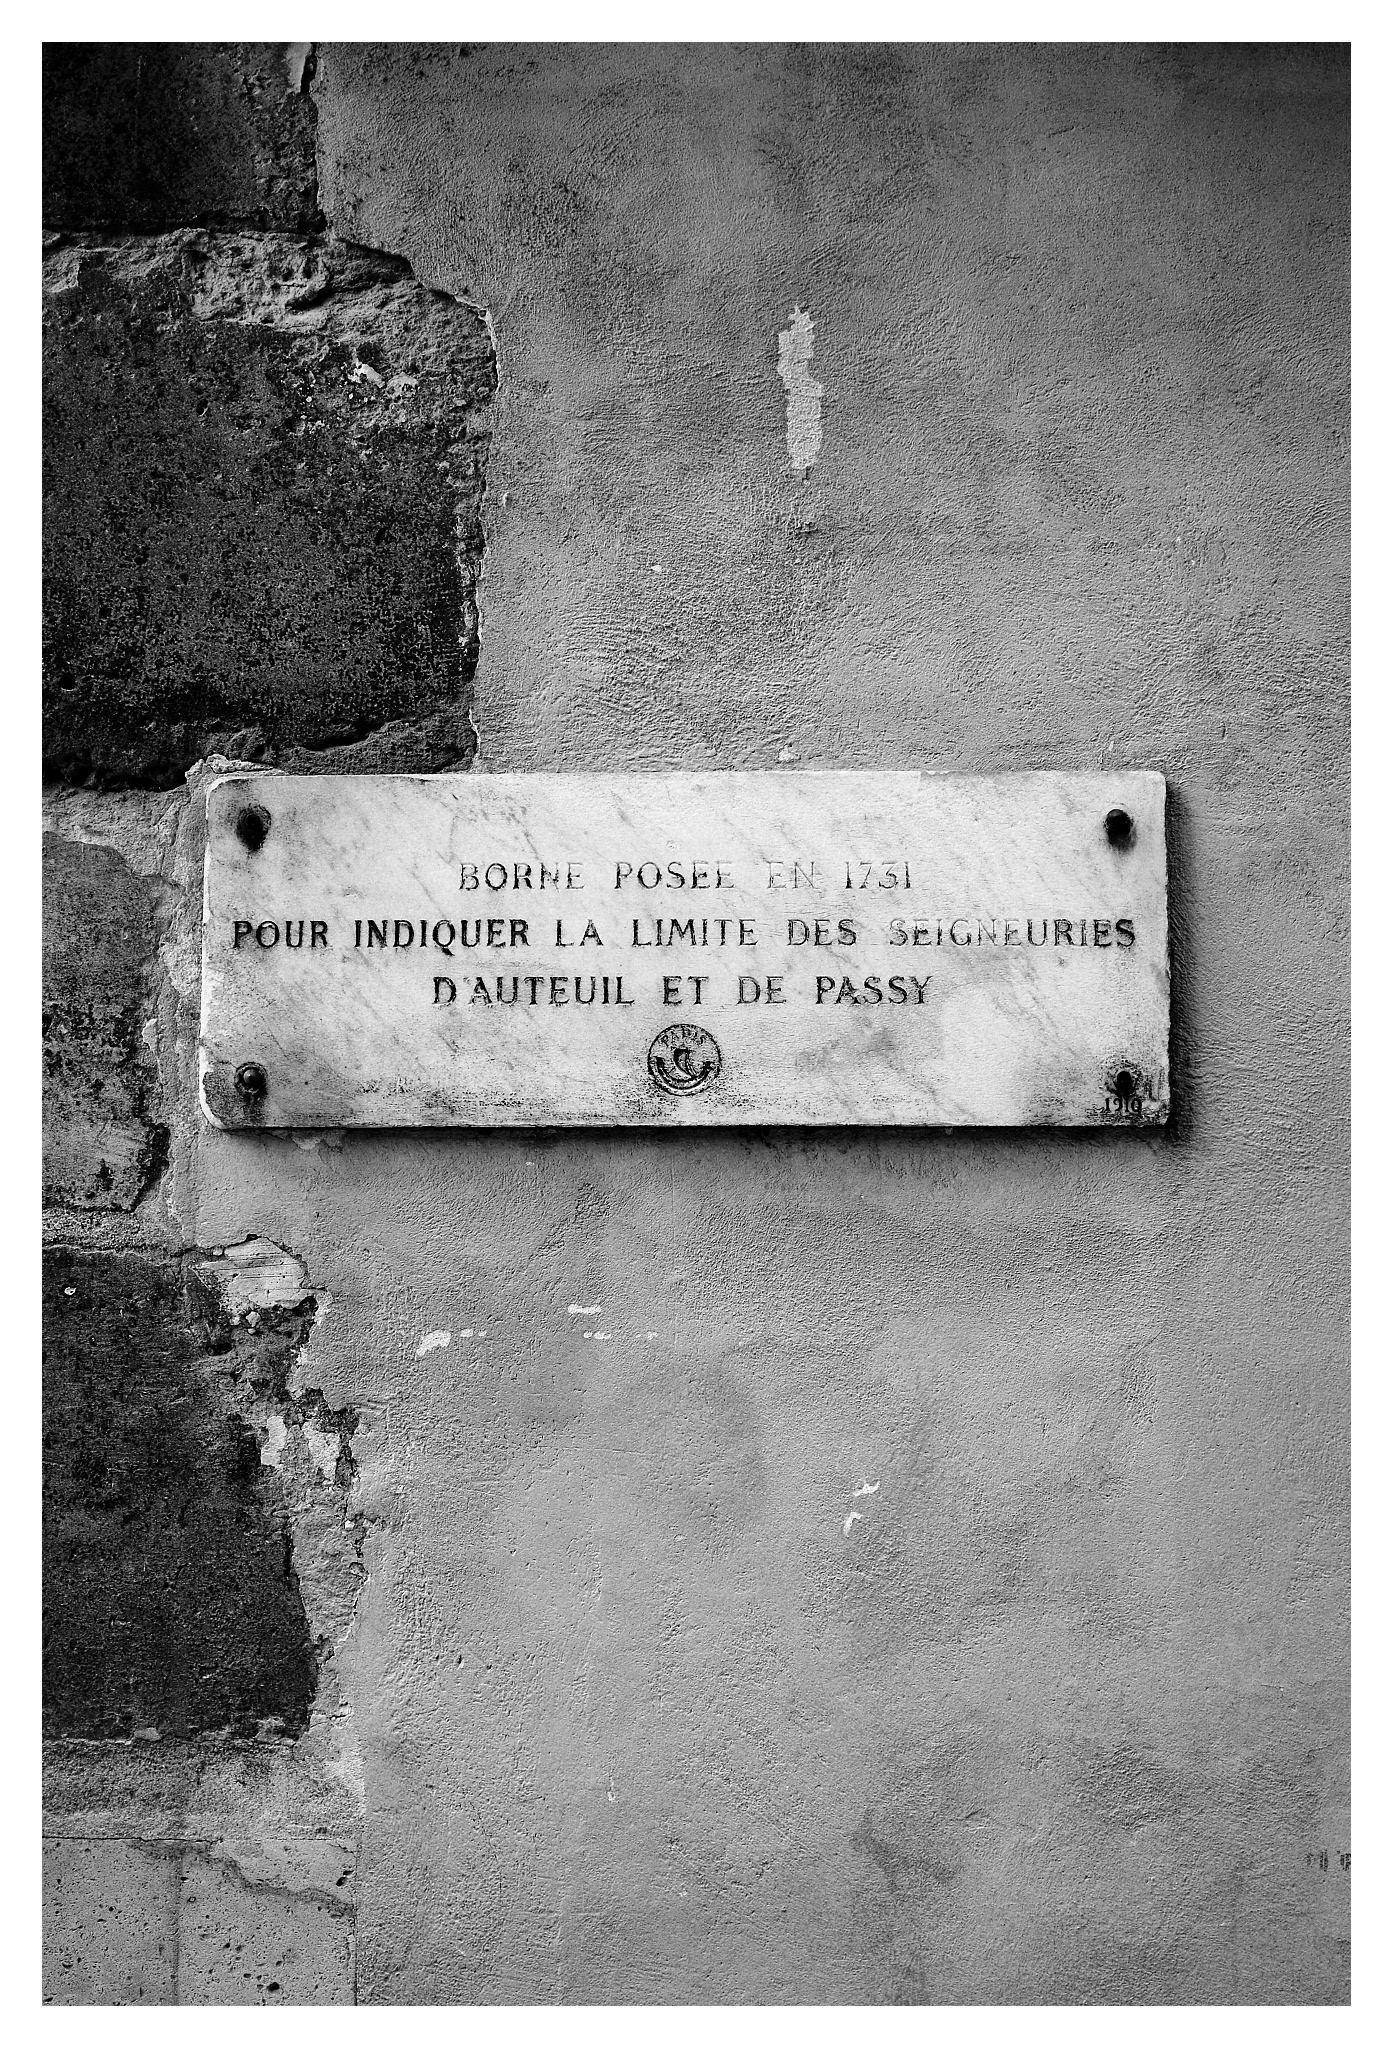 BORNE POSEE EN 1731
POUR INDIQUER LA LIMITE DES SEIGNEURIES
D'AUTEUIL ET DE PASSY
PARIS
1910